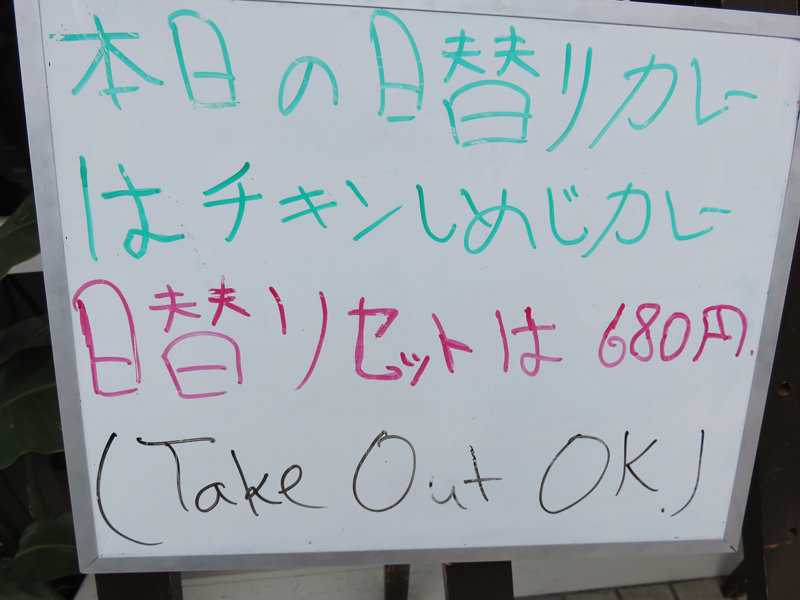 本日の日替りカレー
はチキンしめじカレー
日替りセットは680円.
(Take Out OK.)